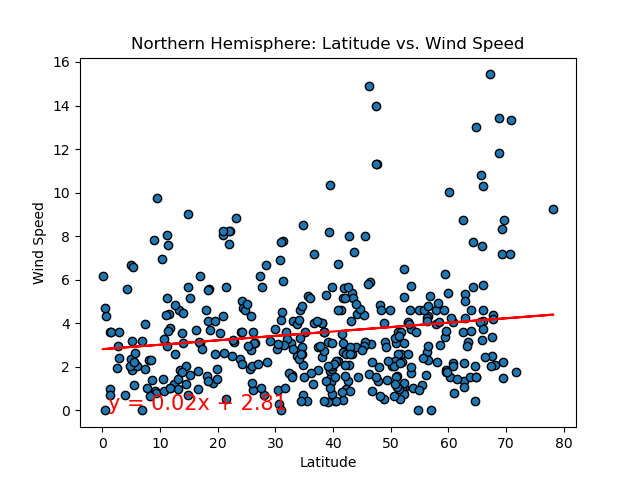 Northern Hemisphere: Latitude vs. Wind Speed
16
14
12
10
8
6
4
2
0
Wind Speed
y = 0.02x + 2.81
0 10 20 30 40 50 60 70 80
Latitude